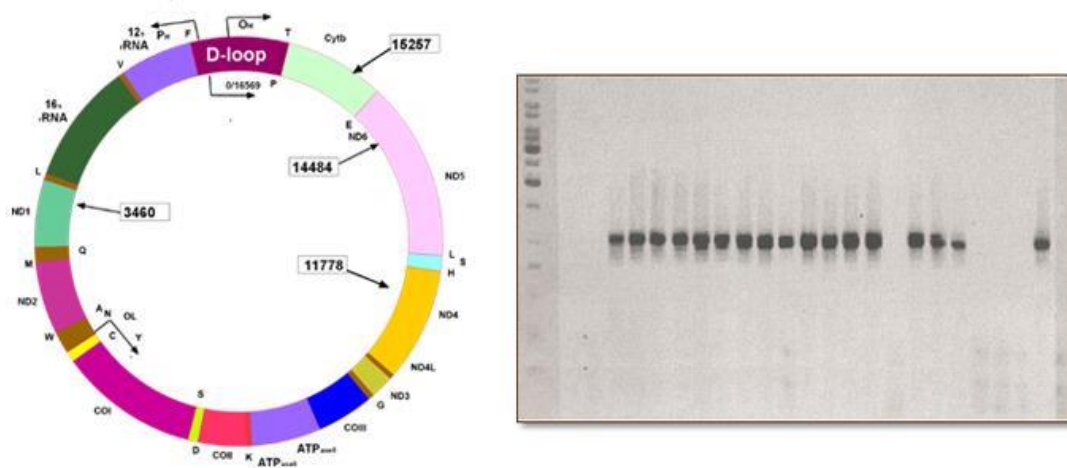 12s rRNA
PH
F
OH
T
Cytb
15257
V
D-loop
0/16569
P
16s rRNA
E
ND6
14484
ND5
L
ND1
3460
Q
M
11778
L
S
H
ND2
ND4
W
A
N
OL
C
Y
ND4L
ND3
G
COI
S
COIII
D
COII
K
ATPase6
ATPase8